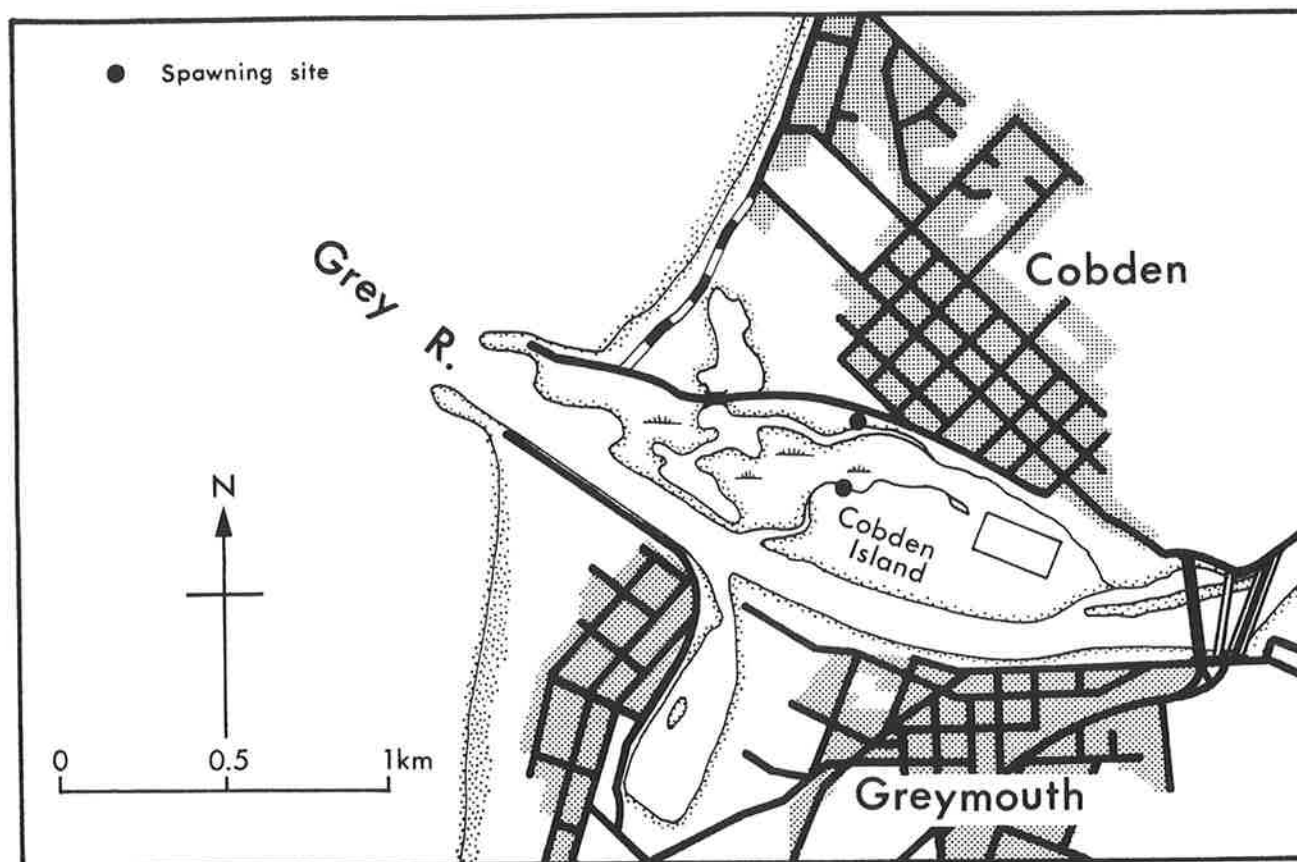 Spawning site
Grey
R.
Cobden
N
Cobden
Island
0 0.5 1km
Greymouth